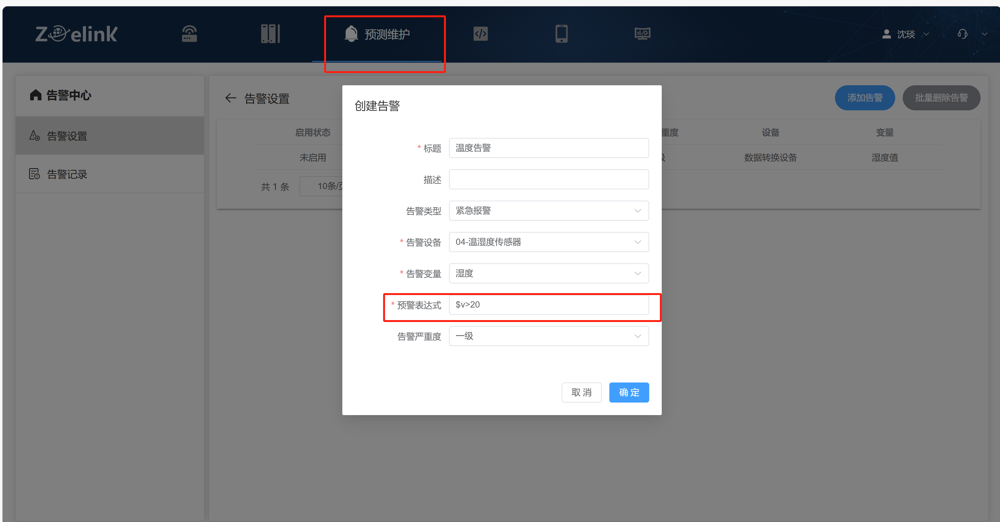 Zelink
预测维护
沈琰
告警中心
告警设置
告警记录
告警设置
添加告警
批量删除告警
启用状态
重度
设备
变量
未启用
数据转换设备
湿度值
共 1 条
10条/页
创建告警
* 标题
温度告警
描述
告警类型
紧急报警
* 告警设备
04-温湿度传感器
* 告警变量
湿度
* 预警表达式
$v>20
告警严重度
一级
取 消
确 定